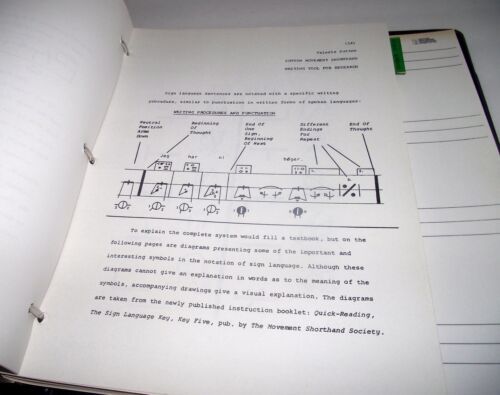 (14)
Valerie Sutton
SUTTON MOVEMENT SHORTHAND
WRITING TOOL FOR RESEARCH
Sign language sentences are notated with a specific writing
procedure, similar to punctuation in written forms of spoken languages:
WRITING PROCEDURES AND PUNCTUATION
Neutral Position Of Arms Down
Beginning Of Thought
End Of One Sign, Beginning Of Next
Different Endings For Repeat
End Of Thought
jeg har
To explain the complete system would fill a textbook, but on the
following pages are diagrams presenting some of the important and
interesting symbols in the notation of sign language. Although these
diagrams cannot give an explanation in words as to the meaning of the
symbols, accompanying drawings give a visual explanation. The diagrams
are taken from the newly published instruction booklet: Quick-Reading,
The Sign Language Key, Key Five, pub. by The Movement Shorthand Society.